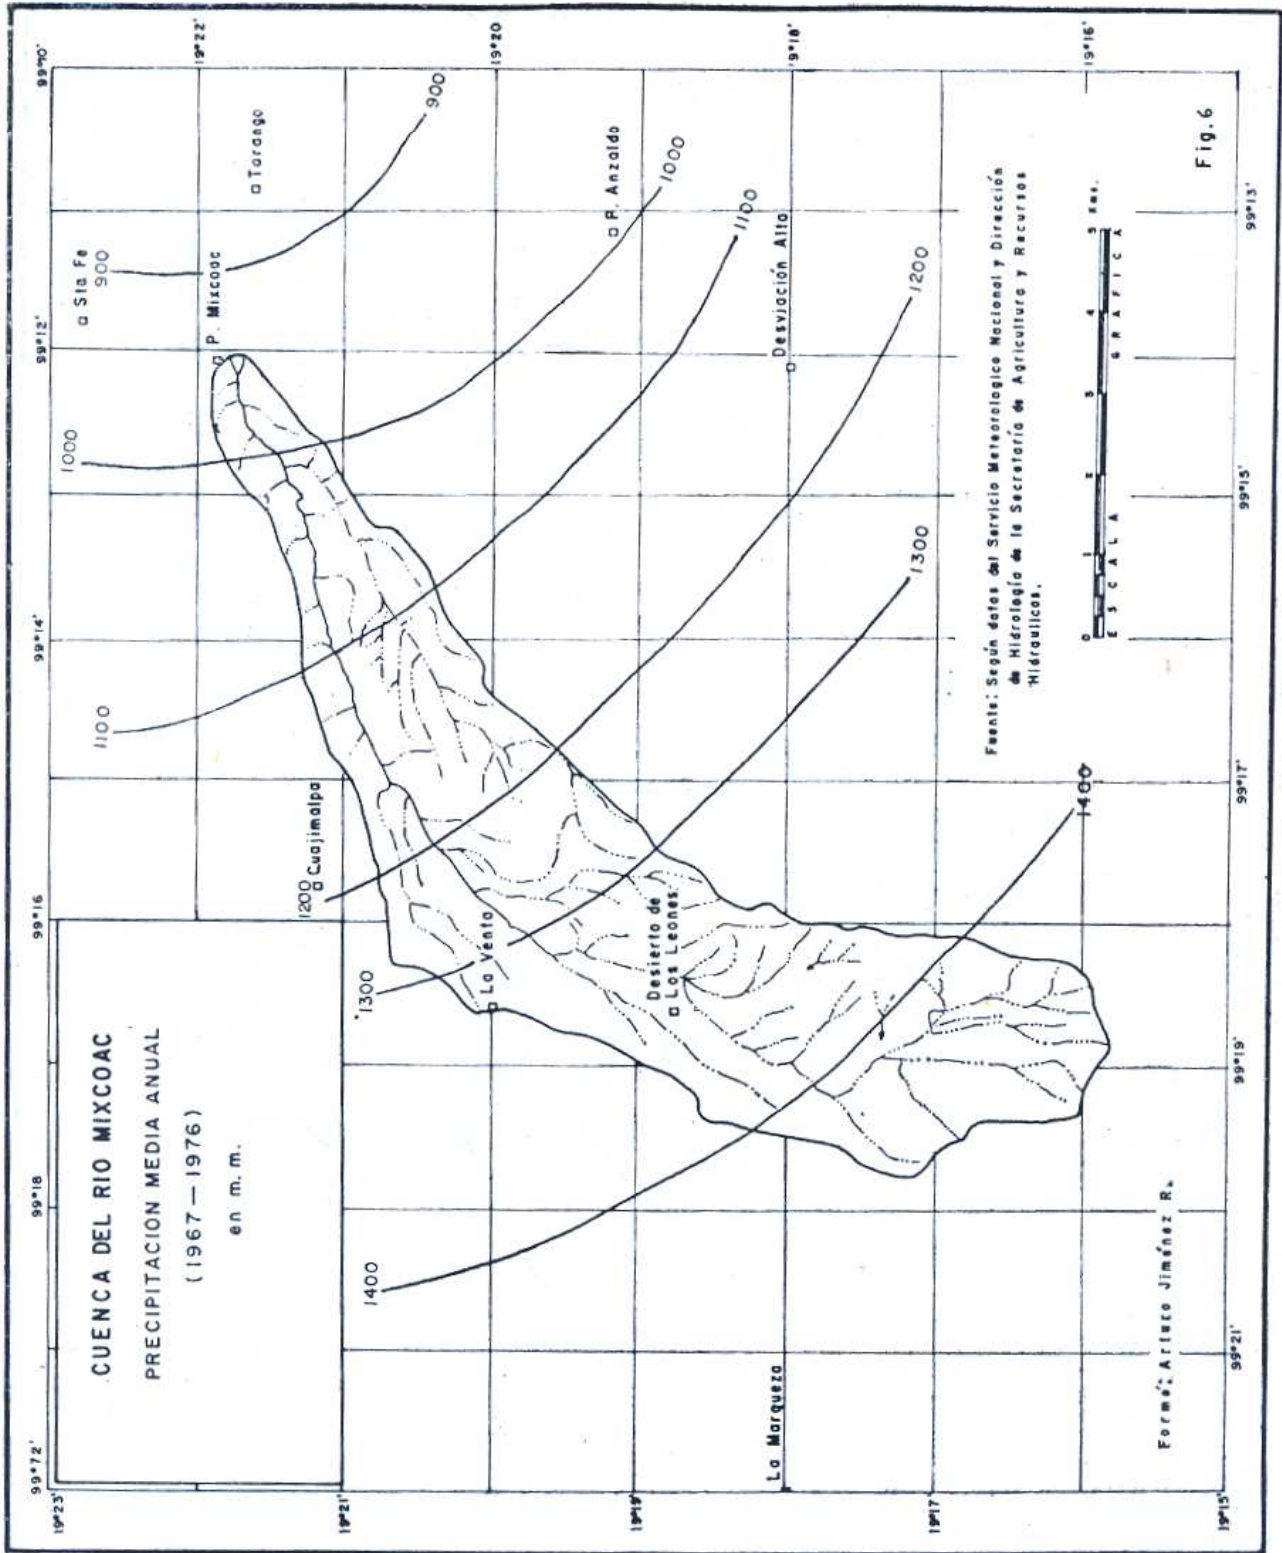 CUENCA DEL RIO MIXCOAC
PRECIPITACION MEDIA ANUAL
(1967-1976)
en m. m.
99°72'
99°18'
99°16'
99°14'
99°12'
99°10'
19°23'
19°21'
19°19'
19°17'
19°15'
19°22'
19°20'
19°18'
19°16'
99°21'
99°19'
99°17'
99°15'
99°13'
Sta Fe
900
P. Mixcoac
Tarango
900
1000
P. Anzaldo
1000
1100
Desviación Alta
1100
1200
Cuajimalpa
1200
1300
La Venta
1300
Desierto de
Los Leones
1400
1400
La Marqueza
Fuente: Según datos del Servicio Meteorologico Nacional y Dirección
de Hidrología de la Secretaría de Agricultura y Recursos
Hidraulicos.
0 1 2 3 4 5 Kms.
ESCALA GRAFICA
Formó: Arturo Jiménez R.
Fig. 6